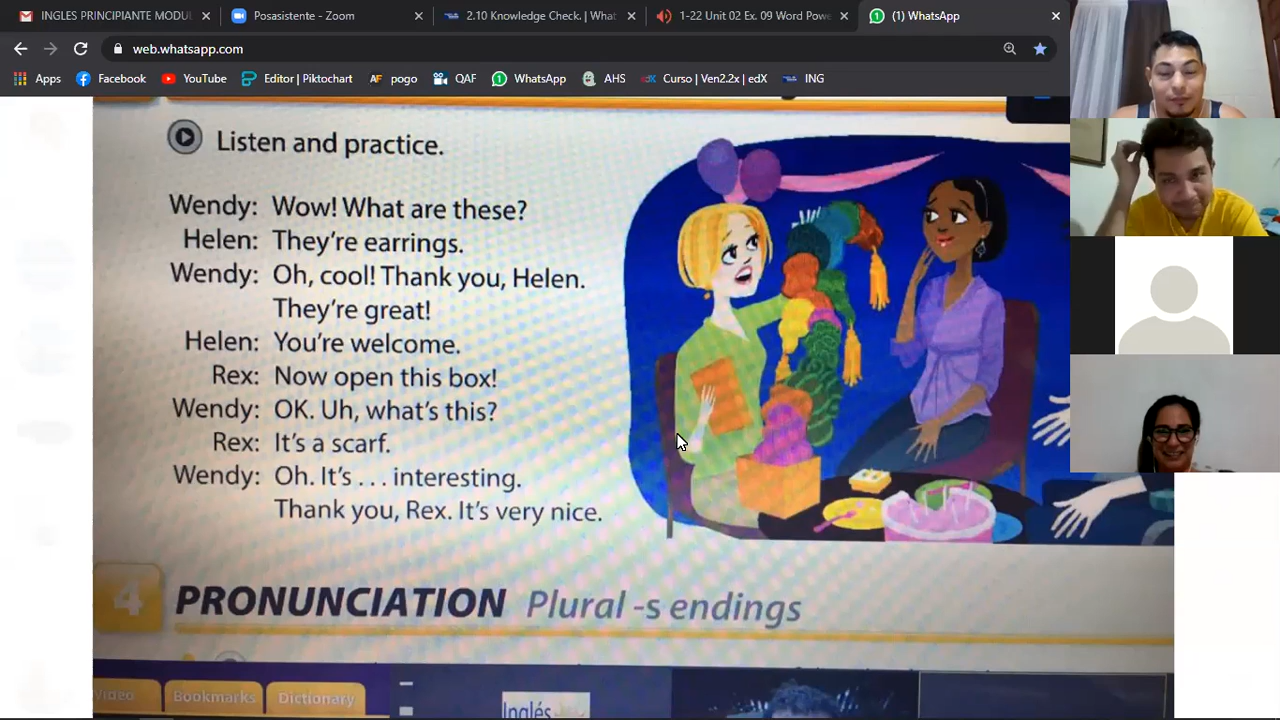 INGLES PRINCIPIANTE MODUL
Posasistente - Zoom
2.10 Knowledge Check. | What
1-22 Unit 02 Ex. 09 Word Pow
(1) WhatsApp
web.whatsapp.com
Apps
Facebook
YouTube
Editor | Piktochart
pogo
OAT
WhatsApp
AHS
Curso | Ven2.2x | edX
ING
Listen and practice.
Wendy: Wow! What are these?
Helen: They're earrings.
Wendy: Oh, cool! Thank you, Helen.
They're great!
Helen: You're welcome.
Rex: Now open this box!
Wendy: OK. Uh, what's this?
Rex: It's a scarf.
Wendy: Oh. It's . . . interesting.
Thank you, Rex. It's very nice.
4 PRONUNCIATION Plural -s endings
Video
Bookmarks
Dictionary
Inglés